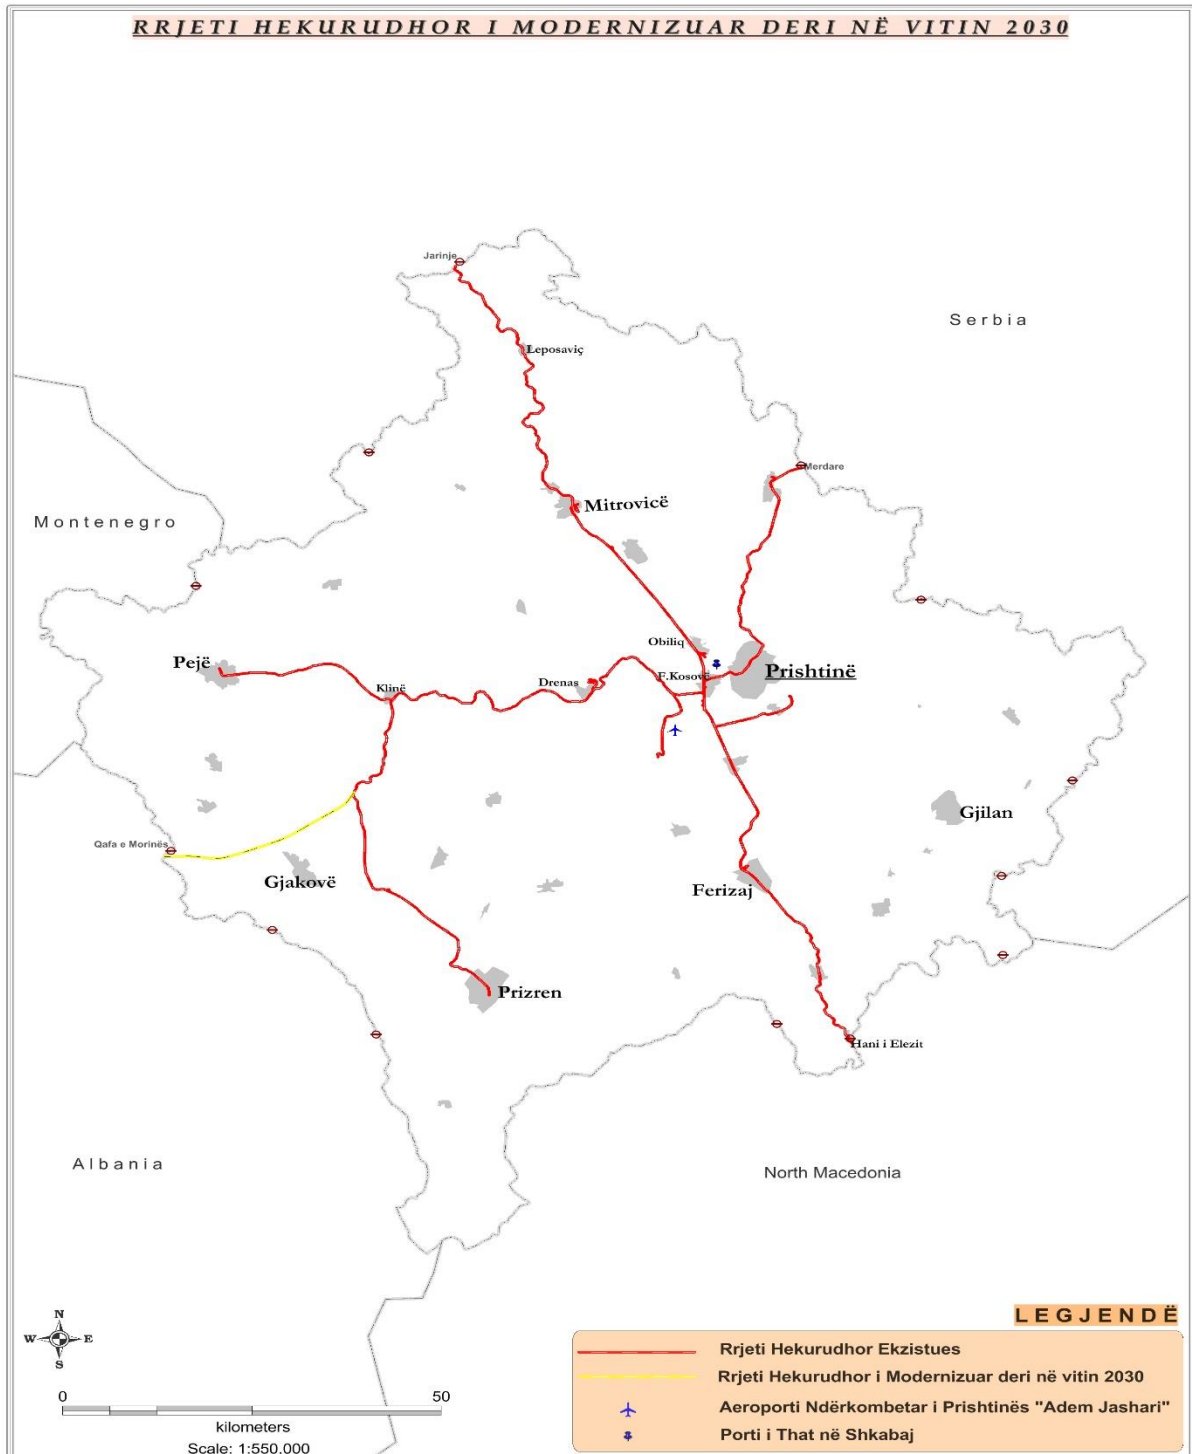 RRJETI HEKURUDHOR I MODERNIZUAR DERI NË VITIN 2030
Jarinje
Serbia
Leposaviç
Merdare
Mitrovicë
Montenegro
Obiliq
Pejë
Prishtinë
F.Kosovë
Drenas
Klinë
Gjilan
Qafa e Morinës
Gjakovë
Ferizaj
Prizren
Hani i Elezit
Albania
North Macedonia
N
W E
S
LEGJENDË
Rrjeti Hekurudhor Ekzistues
Rrjeti Hekurudhor i Modernizuar deri në vitin 2030
Aeroporti Ndërkombetar i Prishtinës "Adem Jashari"
Porti i That në Shkabaj
0 50
kilometers
Scale: 1:550.000